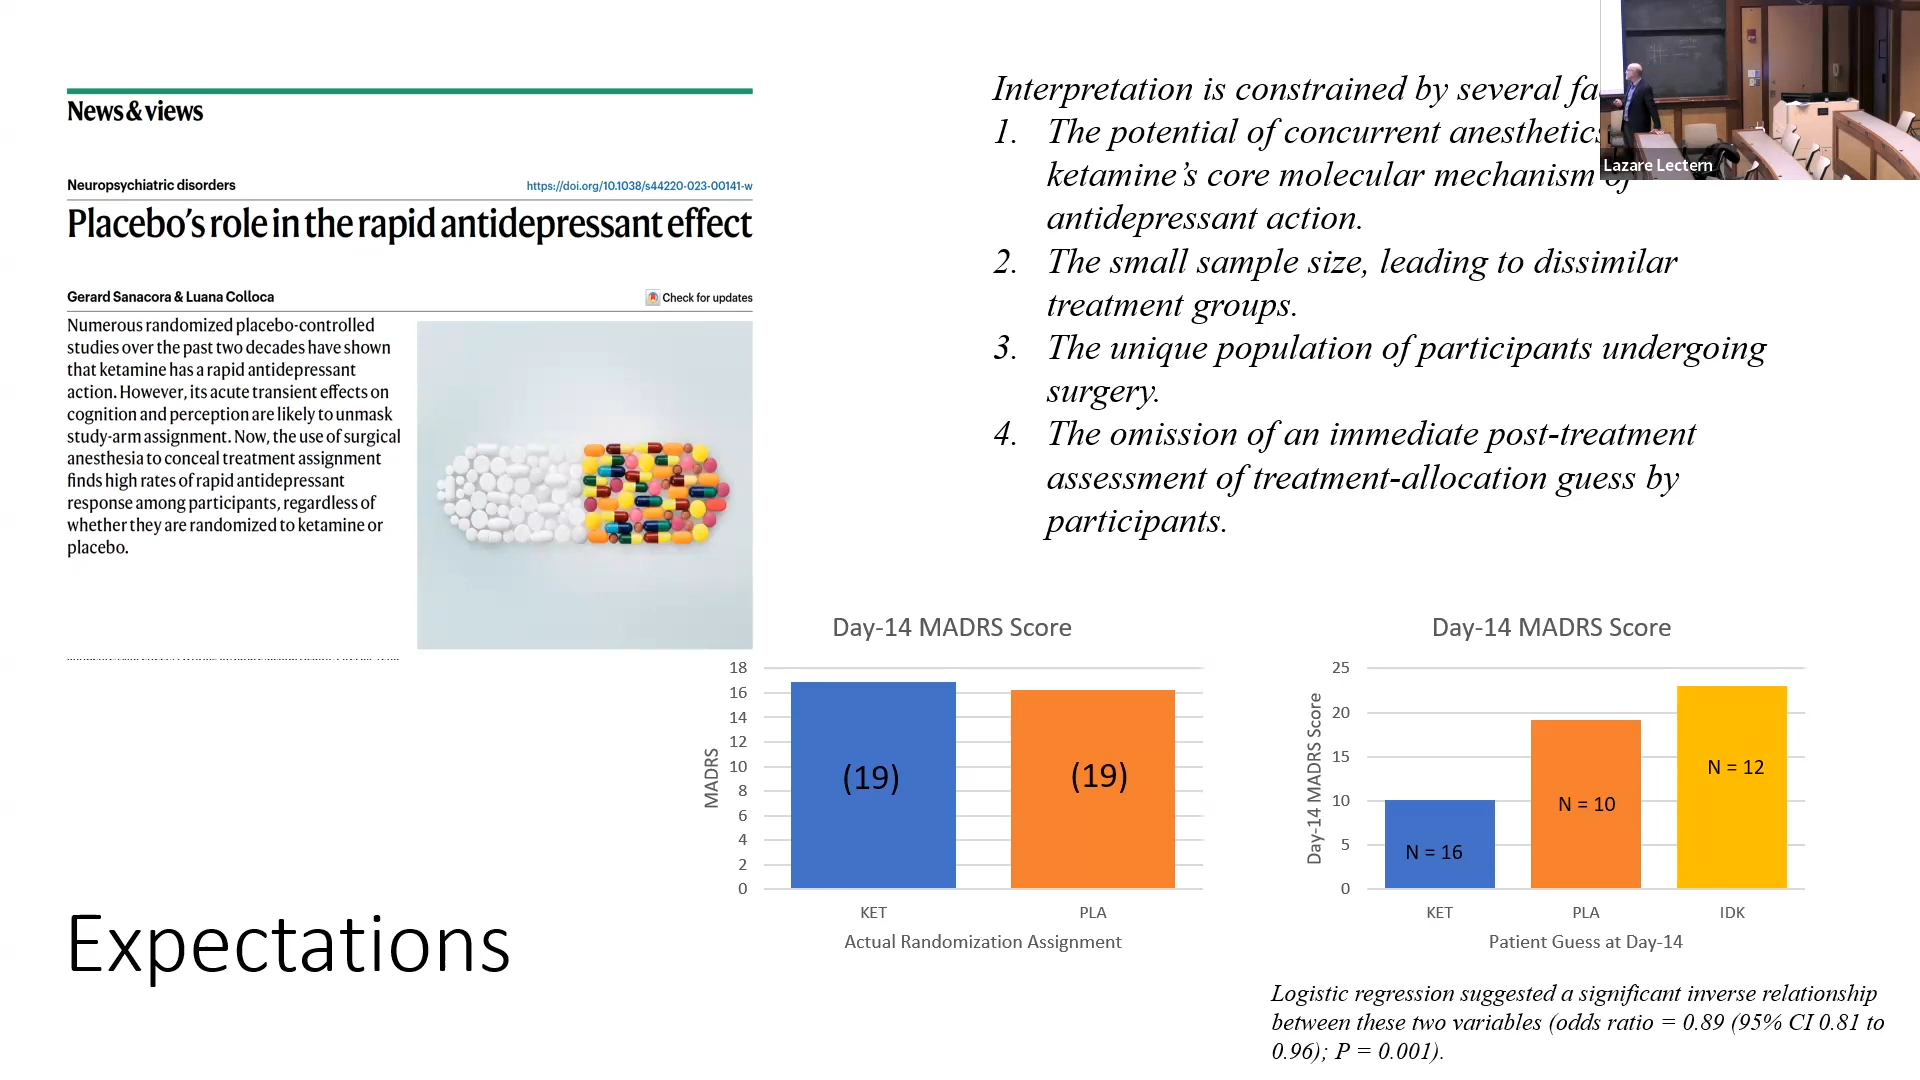 News & views
Neuropsychiatric disorders
https://doi.org/10.1038/s44220-023-00141-w
Placebo's role in the rapid antidepressant effect
Gerard Sanacora & Luana Colloca
Check for updates
Numerous randomized placebo-controlled
studies over the past two decades have shown
that ketamine has a rapid antidepressant
action. However, its acute transient effects on
cognition and perception are likely to unmask
study-arm assignment. Now, the use of surgical
anesthesia to conceal treatment assignment
finds high rates of rapid antidepressant
response among participants, regardless of
whether they are randomized to ketamine or
placebo.
Expectations
Interpretation is constrained by several
1. The potential of concurrent anesthetics
ketamine's core molecular mechanism of
antidepressant action.
2. The small sample size, leading to dissimilar
treatment groups.
3. The unique population of participants undergoing
surgery.
4. The omission of an immediate post-treatment
assessment of treatment-allocation guess by
participants.
Lazare Lectern
Day-14 MADRS Score
MADRS
18
16
14
12
10
8
6
4
2
0
(19)
(19)
KET
PLA
Actual Randomization Assignment
Day-14 MADRS Score
Day-14 MADRS Score
25
20
15
10
5
0
N = 16
N = 10
N = 12
KET
PLA
IDK
Patient Guess at Day-14
Logistic regression suggested a significant inverse relationship
between these two variables (odds ratio = 0.89 (95% CI 0.81 to
0.96); P = 0.001).